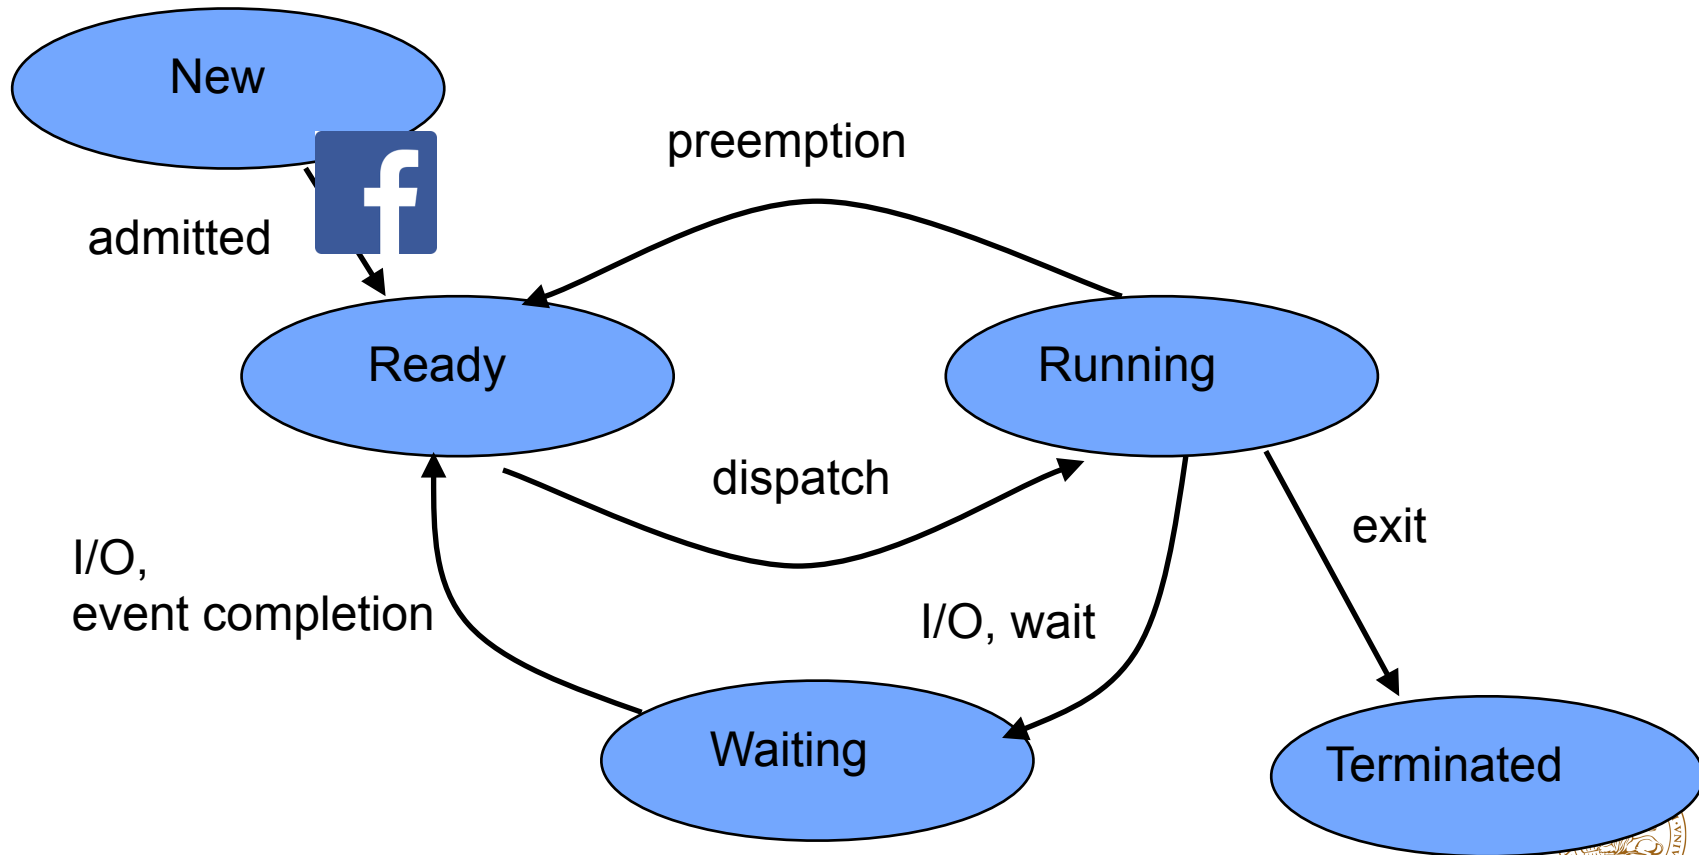 New
preemption
admitted
Ready
Running
dispatch
exit
I/O,
event completion
I/O, wait
Waiting
Terminated